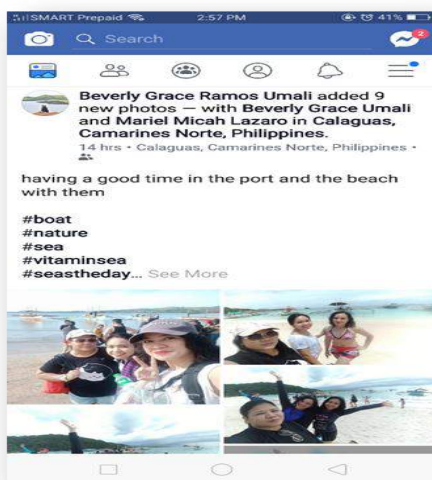 SMART Prepaid 2:57 PM 41%
Search
2
Beverly Grace Ramos Umali added 9
new photos — with Beverly Grace Umali
and Mariel Micah Lazaro in Calaguas,
Camarines Norte, Philippines.
14 hrs • Calaguas, Camarines Norte, Philippines •
having a good time in the port and the beach
with them
#boat
#nature
#sea
#vitaminsea
#seastheday... See More